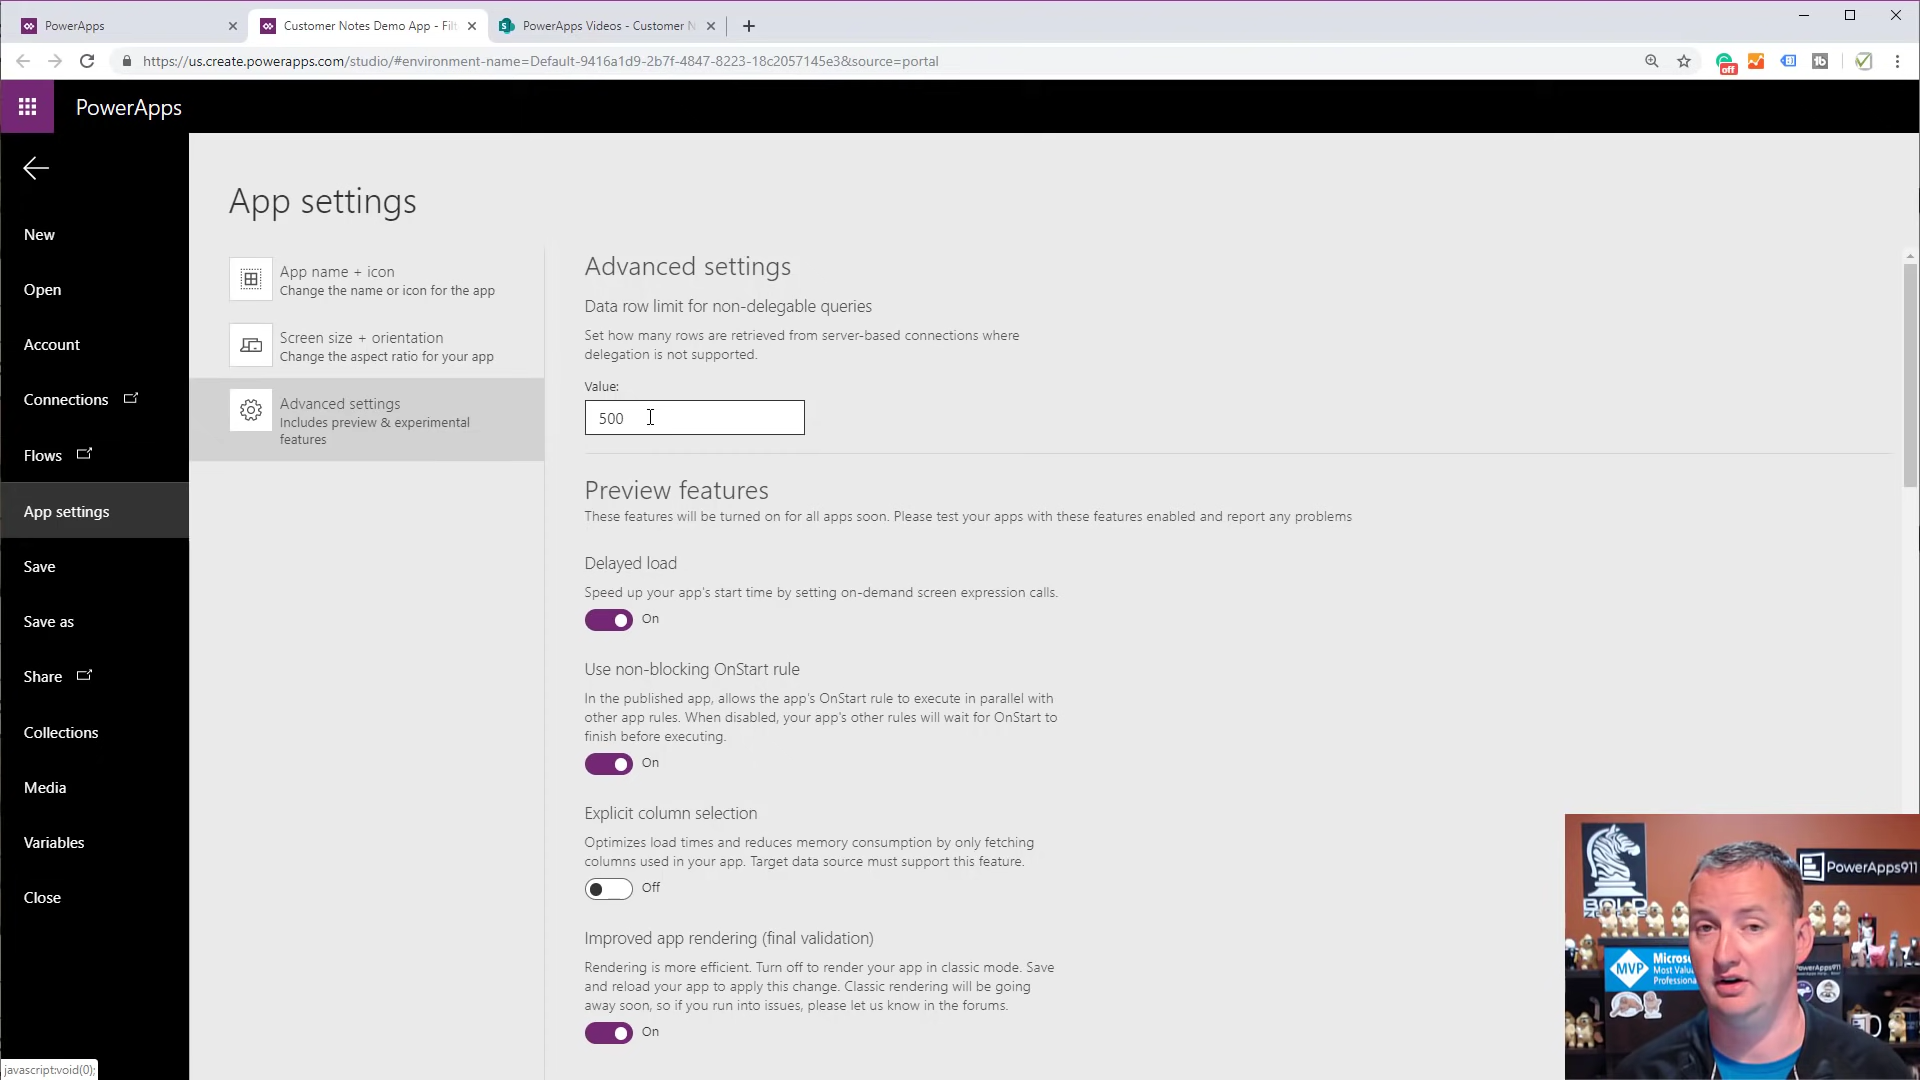 PowerApps
Customer Notes Demo App - Filt
PowerApps Videos - Customer N
https://us.create.powerapps.com/studio/#environment-name=Default-9416a1d9-2b7f-4847-8223-18c2057145e3&source=portal
off
PowerApps
New
Open
Account
Connections
Flows
App settings
Save
Save as
Share
Collections
Media
Variables
Close
javascript:void(0);
App settings
App name + icon
Change the name or icon for the app
Screen size + orientation
Change the aspect ratio for your app
Advanced settings
Includes preview & experimental
features
Advanced settings
Data row limit for non-delegable queries
Set how many rows are retrieved from server-based connections where
delegation is not supported.
Value:
500
Preview features
These features will be turned on for all apps soon. Please test your apps with these features enabled and report any problems
Delayed load
Speed up your app's start time by setting on-demand screen expression calls.
On
Use non-blocking OnStart rule
In the published app, allows the app's OnStart rule to execute in parallel with
other app rules. When disabled, your app's other rules will wait for OnStart to
finish before executing.
On
Explicit column selection
Optimizes load times and reduces memory consumption by only fetching
columns used in your app. Target data source must support this feature.
Off
Improved app rendering (final validation)
Rendering is more efficient. Turn off to render your app in classic mode. Save
and reload your app to apply this change. Classic rendering will be going
away soon, so if you run into issues, please let us know in the forums.
On
BOLD
PowerApps911
MVP
Micros
Most Valua
Professiona
PowerApps911